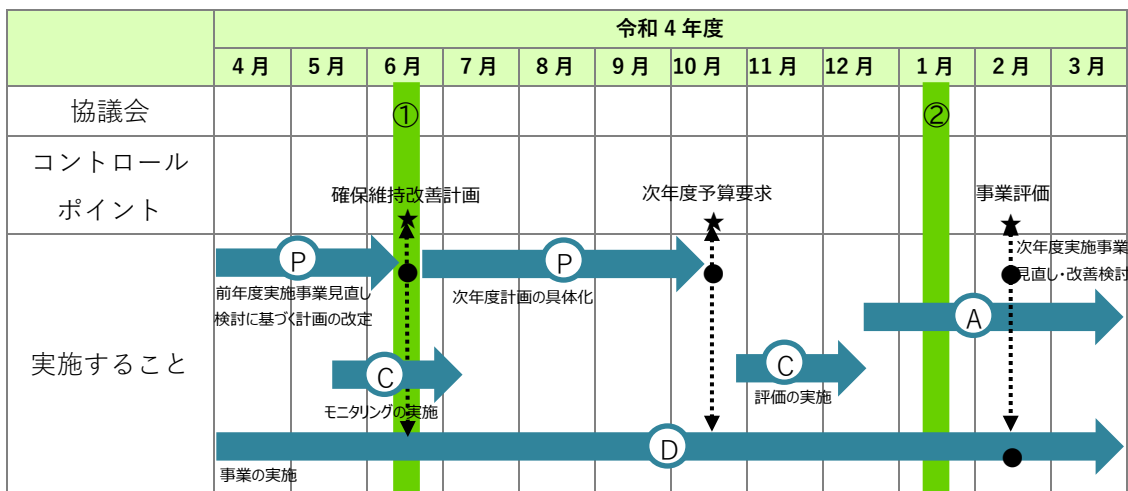 令和４年度
4月 5月 6月 7月 8月 9月 10月 11月 12月 1月 2月 3月
協議会
① ②
コントロール
ポイント
確保維持改善計画
次年度予算要求
事業評価
実施すること
P
前年度実施事業見直し
検討に基づく計画の改定
P
次年度計画の具体化
次年度実施事業
見直し・改善検討
A
C
モニタリングの実施
C
評価の実施
D
事業の実施